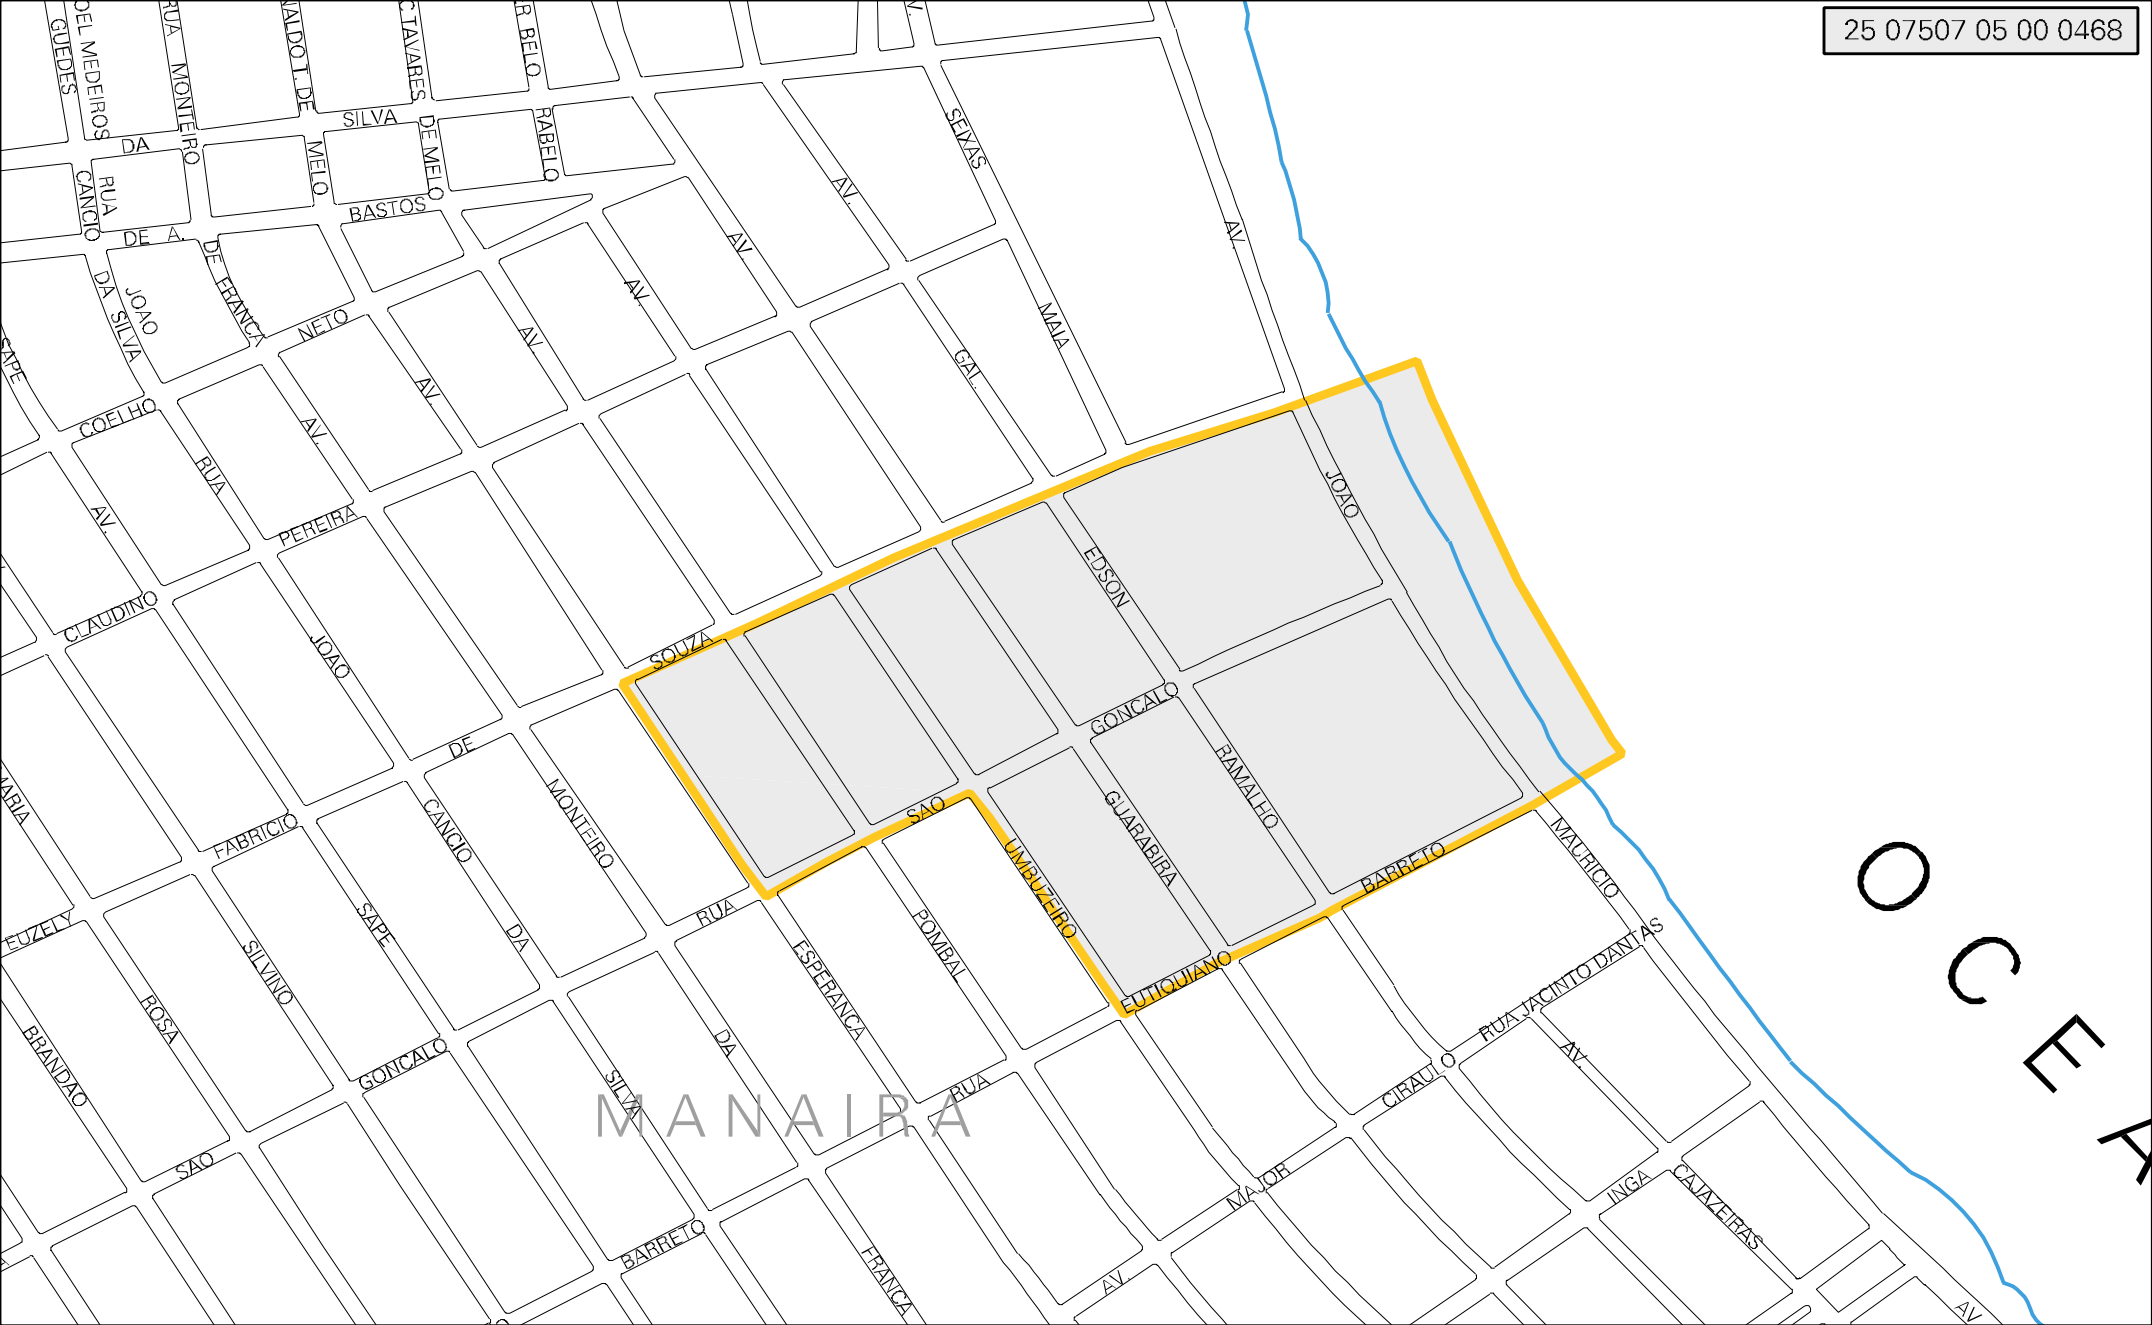 25 07507 05 00 0468
GUEDES
OEL MEDEIROS
RUA
MONTEIRO
NALDO T. DE
MELO
C TAVARES
DE MELO
R BELO
RABELO
V.
DA
SILVA
SEIXAS
CANCIO
RUA
BASTOS
DE A.
AV.
AV
AV.
AV.
DA SILVA
JOAO
DE FRANCA
NETO
AV.
AV.
MAIA
GAL.
SAPE
COELHO
AV.
RUA
AV.
PEREIRA
JOAO
EDSON
CLAUDINO
JOAO
SOUZA
GONCALO
DE
RAMALHO
MARIA
FABRICIO
CANCIO
MONTEIRO
SAO
GUARABIRA
UMBUZEIRO
BARRETO
MAURICIO
EUZELY
SILVINO
SAPE
DA
RUA
ESPERANCA
POMBAL
EUTIQUIANO
RUA JACINTO DANTAS
BRANDAO
ROSA
GONCALO
SILVA
DA
RUA
CIRAULO
AV.
MANAIRA
SAO
BARRETO
FRANCA
AV.
MAJOR
INGA
CAJAZEIRAS
AV
OCEA